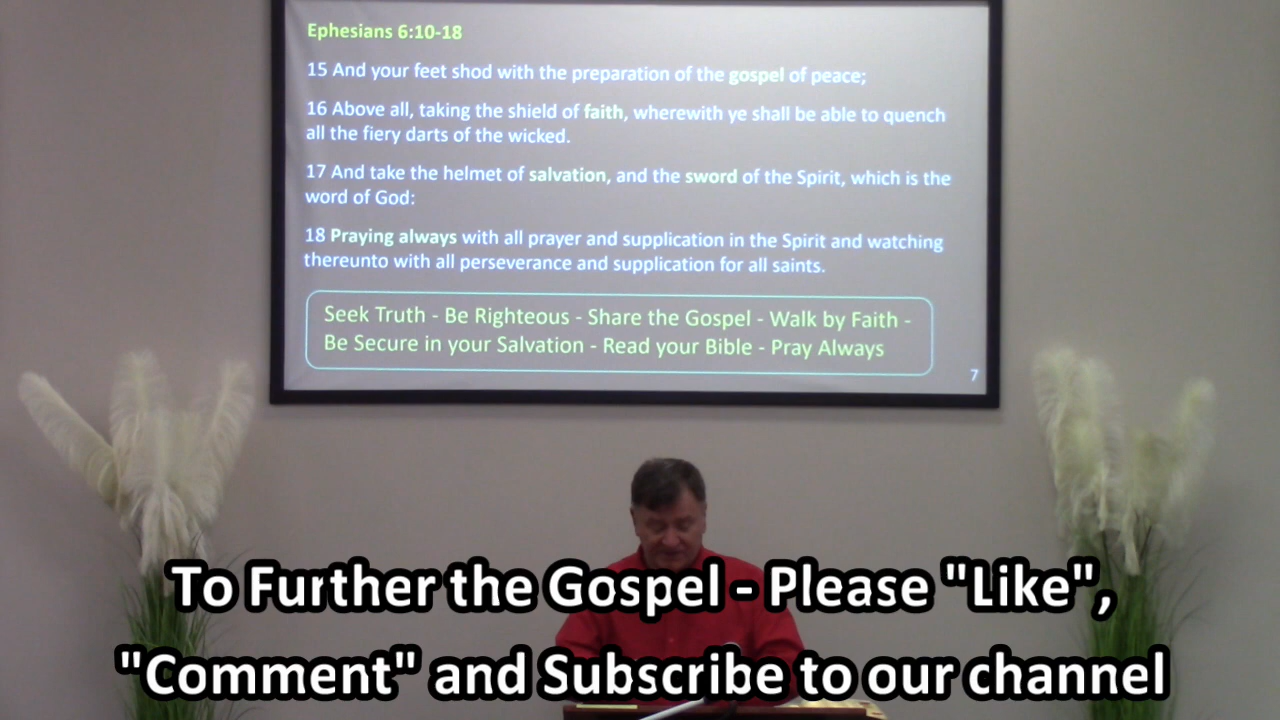 Ephesians 6:10-18
15 And your feet shod with the preparation of the gospel of peace;
16 Above all, taking the shield of faith, wherewith ye shall be able to quench
all the fiery darts of the wicked.
17 And take the helmet of salvation, and the sword of the Spirit, which is the
word of God:
18 Praying always with all prayer and supplication in the Spirit and watching
thereunto with all perseverance and supplication for all saints.
Seek Truth - Be Righteous - Share the Gospel - Walk by Faith -
Be Secure in your Salvation - Read your Bible - Pray Always
7
To Further the Gospel - Please "Like",
"Comment" and Subscribe to our channel